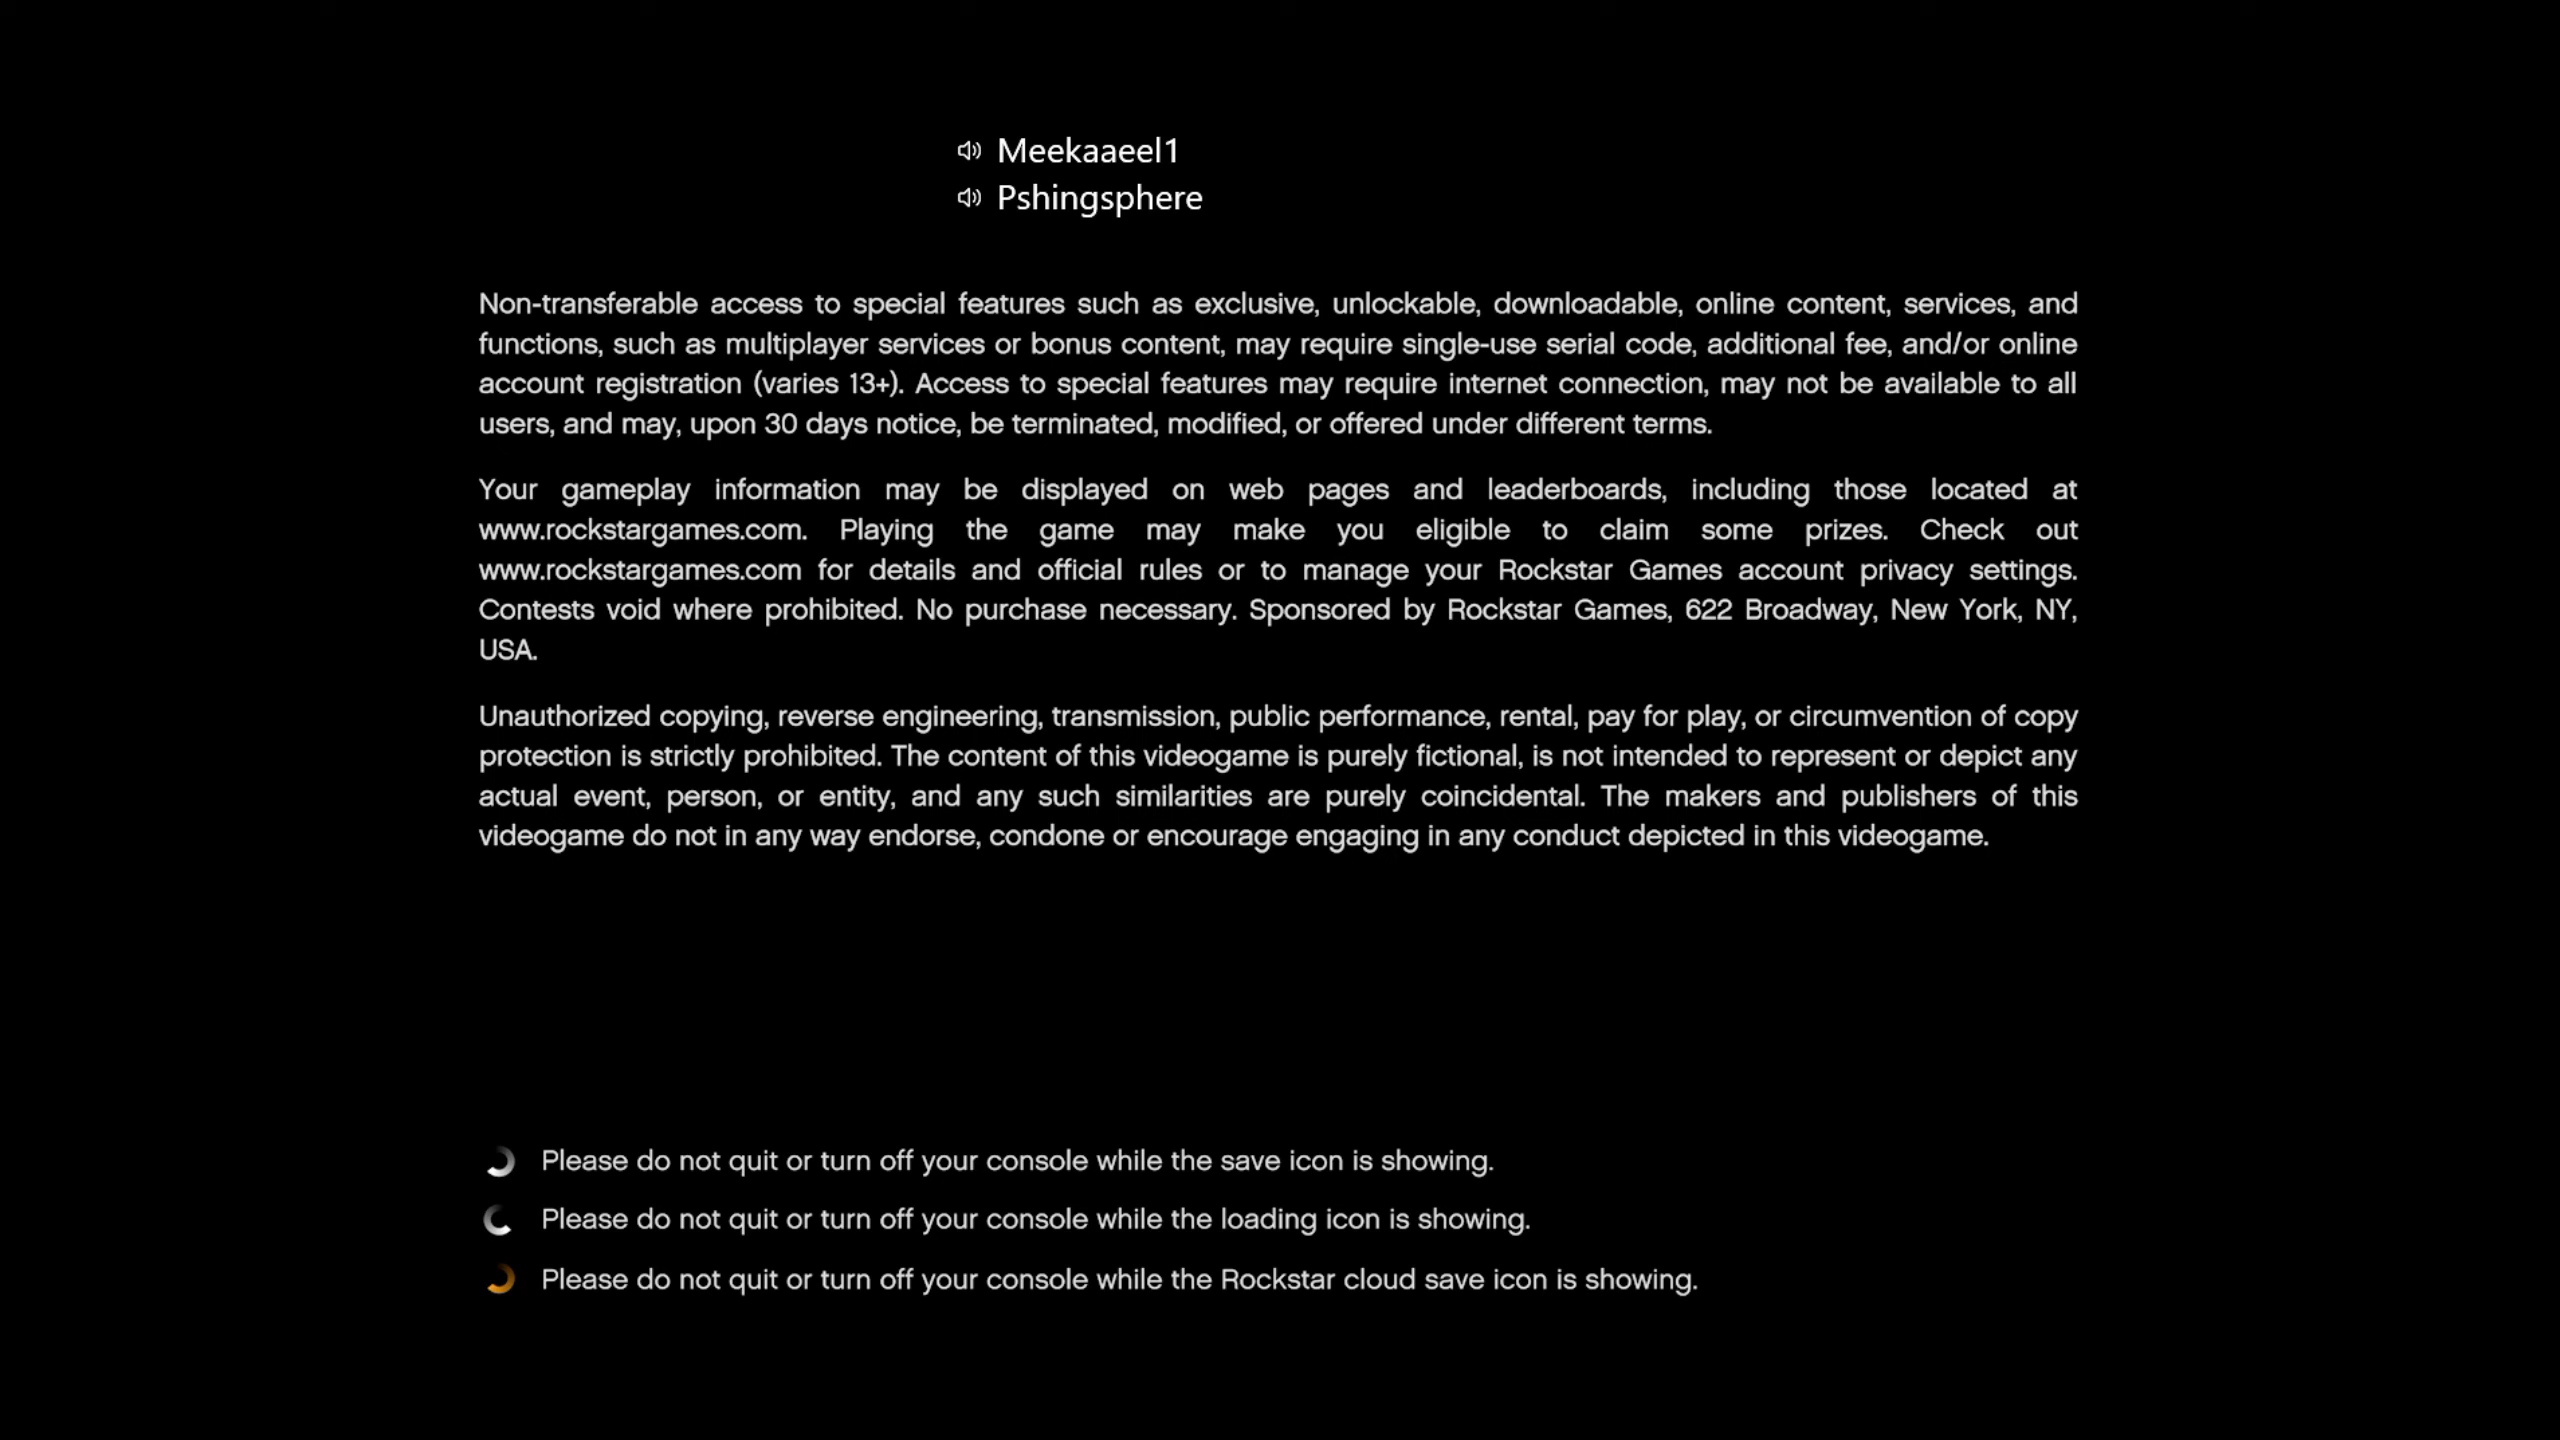 Meekaaeel1
Pshingsphere
Non-transferable access to special features such as exclusive, unlockable, downloadable, online content, services, and
functions, such as multiplayer services or bonus content, may require single-use serial code, additional fee, and/or online
account registration (varies 13+). Access to special features may require internet connection, may not be available to all
users, and may, upon 30 days notice, be terminated, modified, or offered under different terms.
Your gameplay information may be displayed on web pages and leaderboards, including those located at
www.rockstargames.com. Playing the game may make you eligible to claim some prizes. Check out
www.rockstargames.com for details and official rules or to manage your Rockstar Games account privacy settings.
Contests void where prohibited. No purchase necessary. Sponsored by Rockstar Games, 622 Broadway, New York, NY,
USA.
Unauthorized copying, reverse engineering, transmission, public performance, rental, pay for play, or circumvention of copy
protection is strictly prohibited. The content of this videogame is purely fictional, is not intended to represent or depict any
actual event, person, or entity, and any such similarities are purely coincidental. The makers and publishers of this
videogame do not in any way endorse, condone or encourage engaging in any conduct depicted in this videogame.
Please do not quit or turn off your console while the save icon is showing.
Please do not quit or turn off your console while the loading icon is showing.
Please do not quit or turn off your console while the Rockstar cloud save icon is showing.